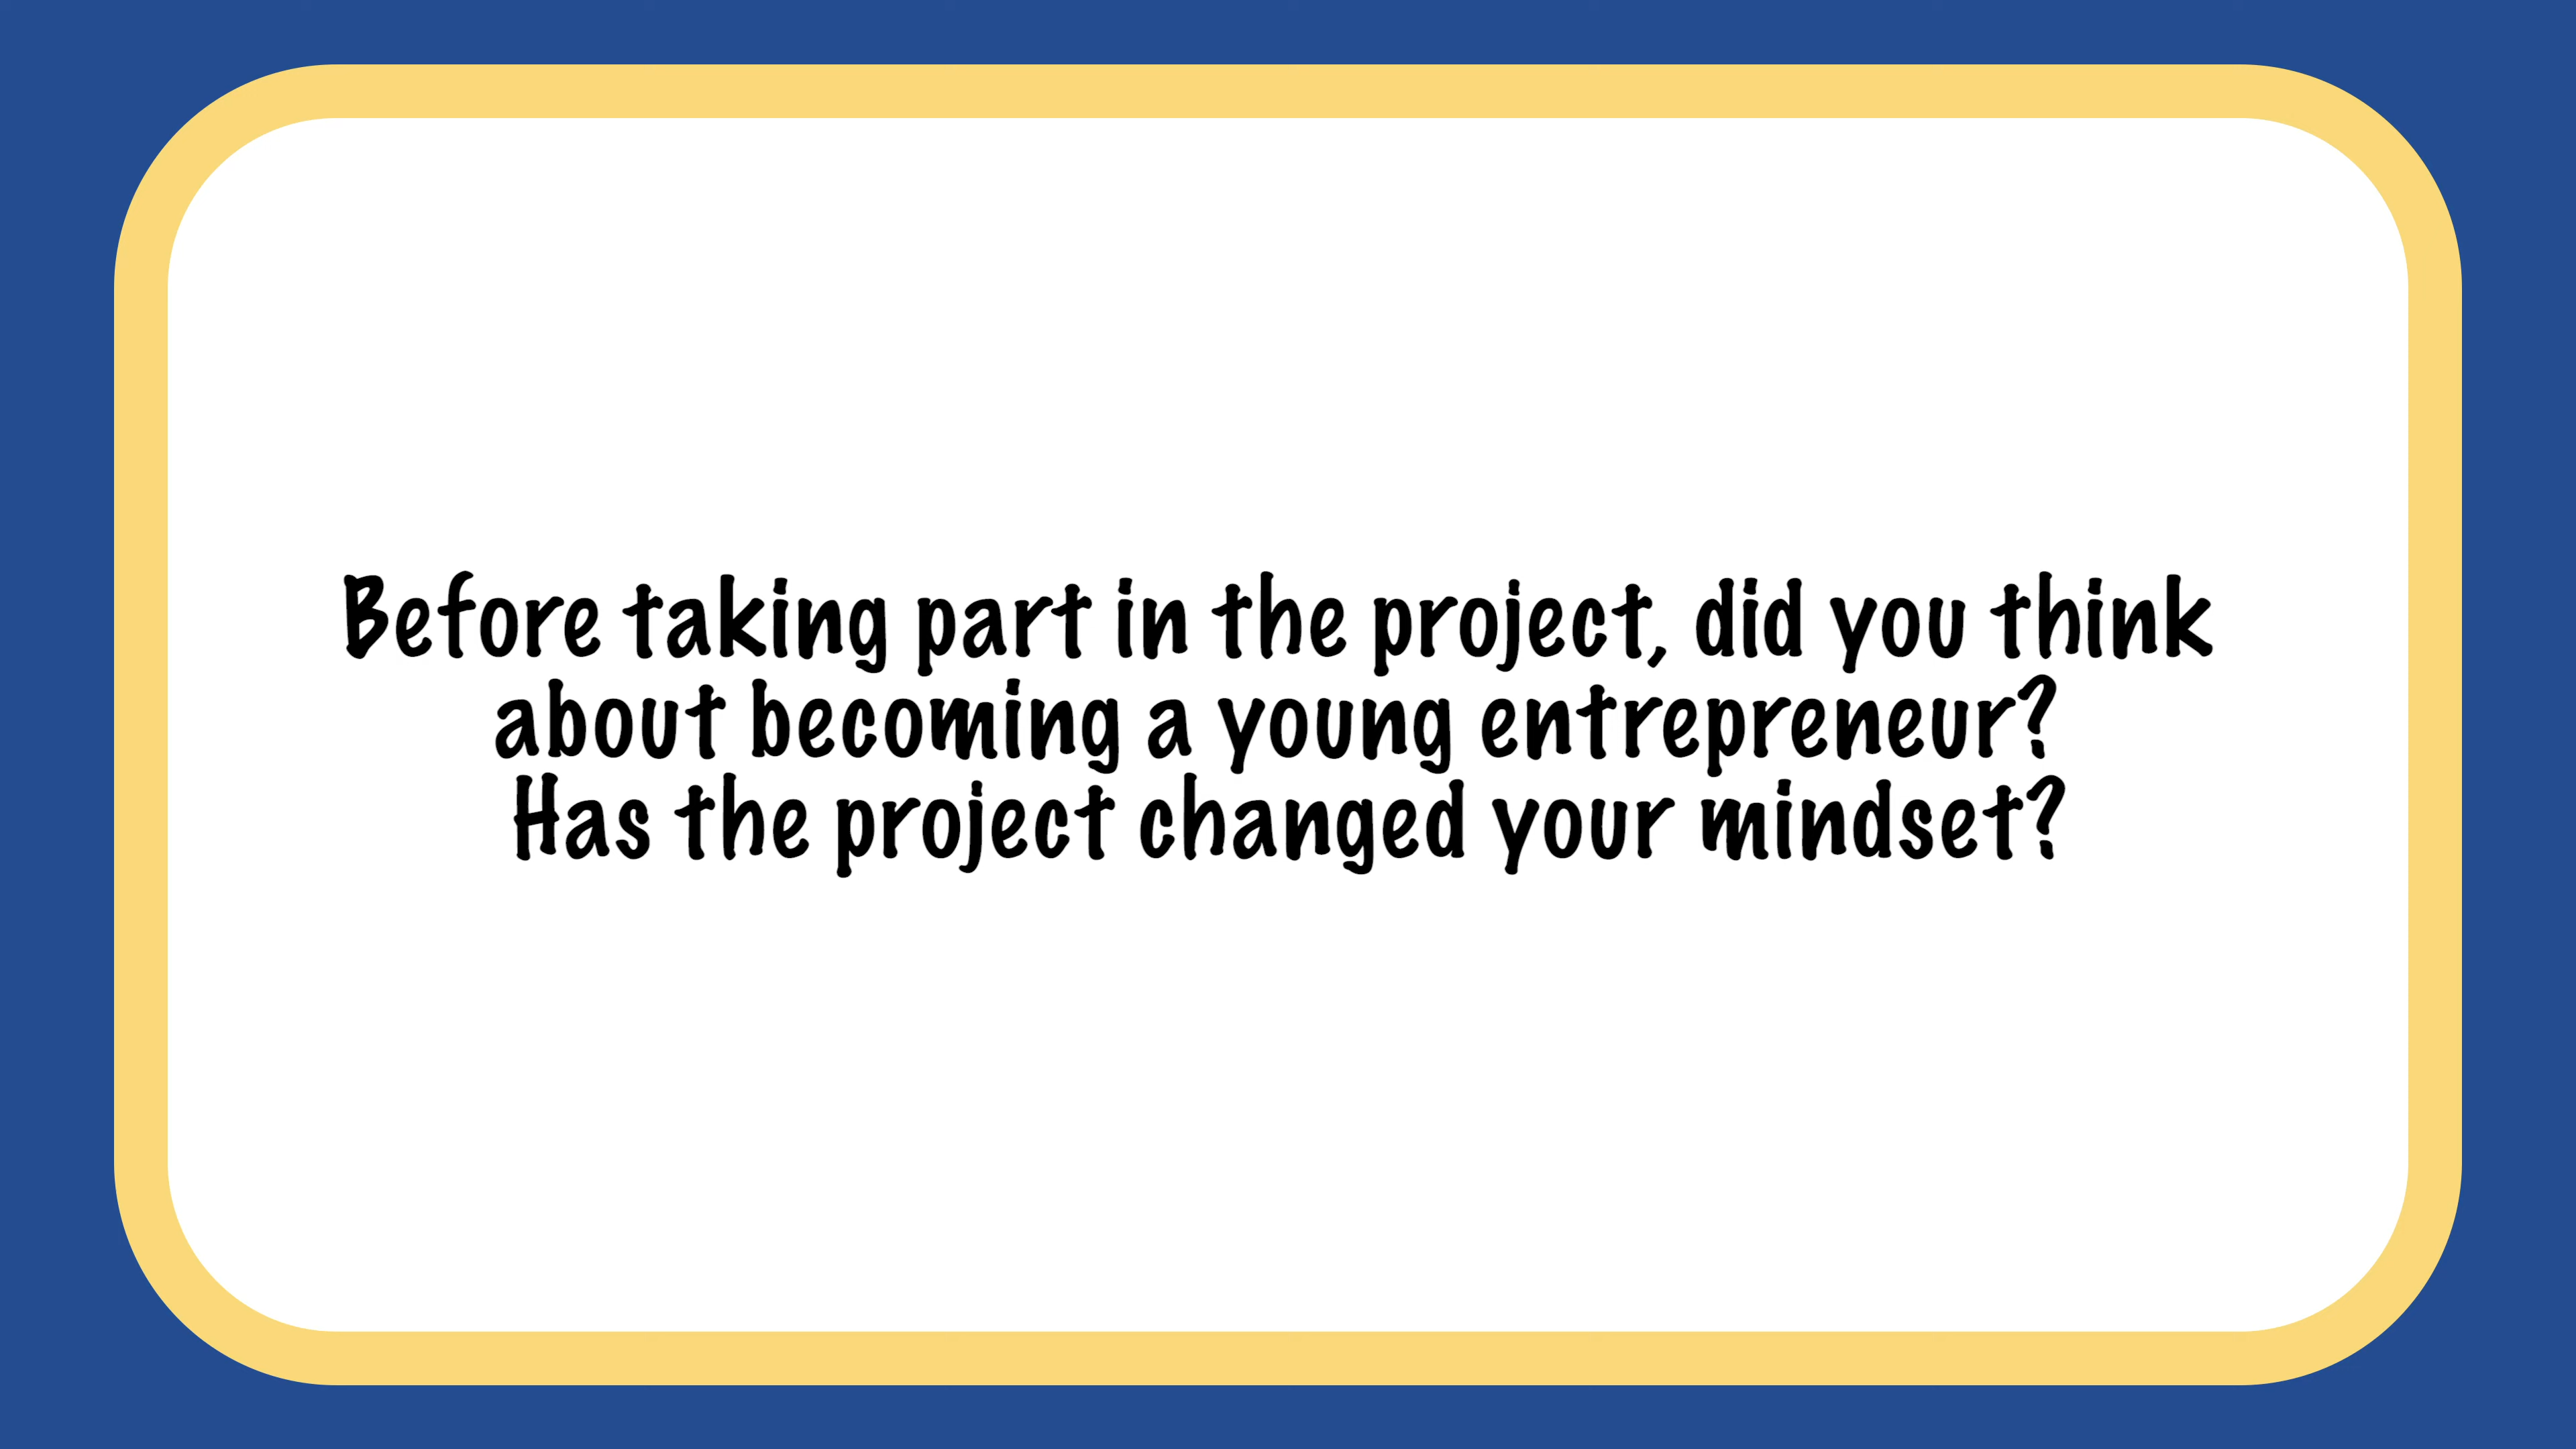 Before taking part in the project, did you think
about becoming a young entrepreneur?
Has the project changed your mindset?